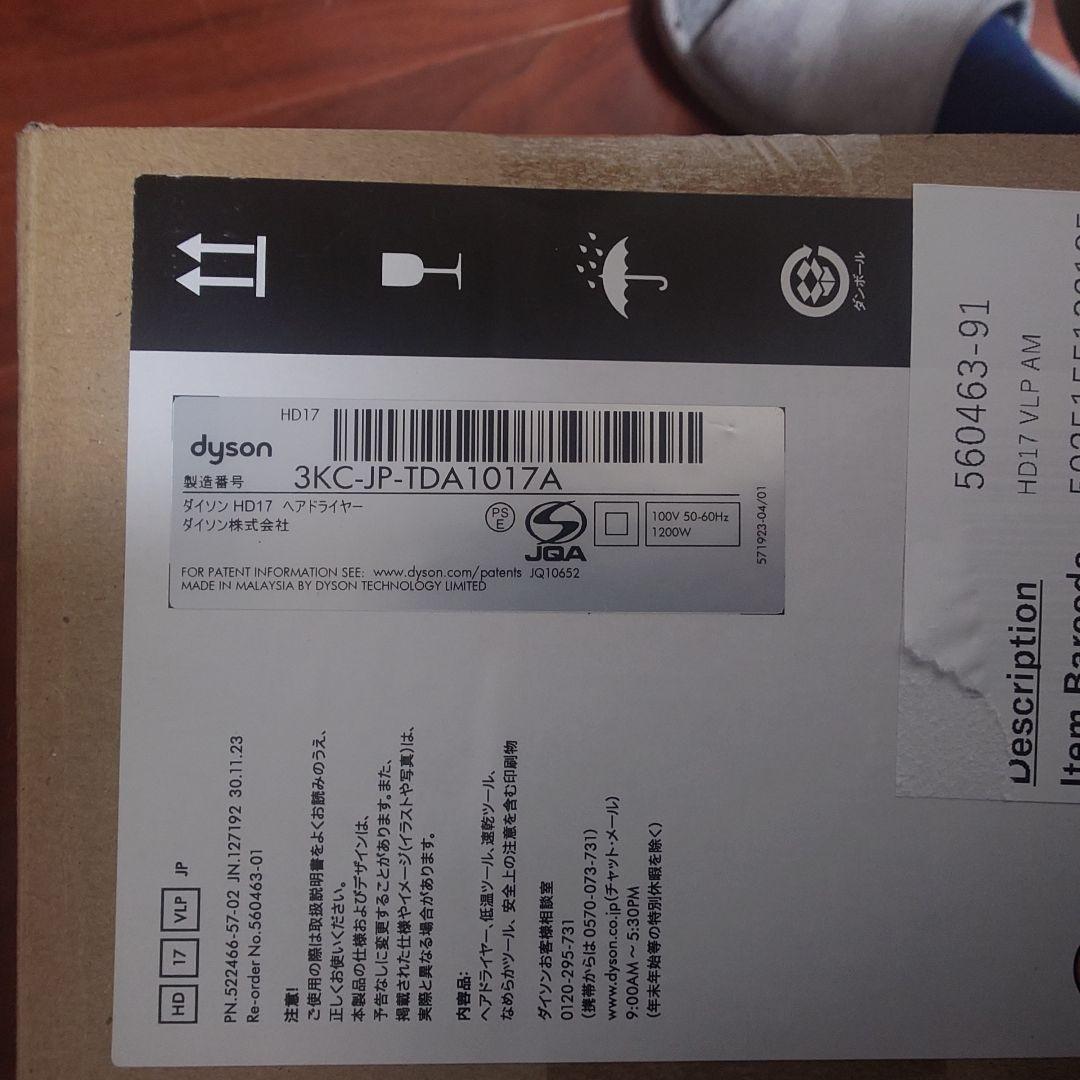 ダンボール
HD17
dyson
製造番号 3KC-JP-TDA1017A
ダイソン HD17 ヘアドライヤー
ダイソン株式会社
PS
E
JQA
100V 50-60Hz
1200W
571923-04/01
FOR PATENT INFORMATION SEE: www.dyson.com/patents JQ10652
MADE IN MALAYSIA BY DYSON TECHNOLOGY LIMITED
HD 17 VLP JP
PN.522466-57-02 JN.127192 30.11.23
Re-order No.560463-01
注意!
ご使用の際は取扱説明書をよくお読みのうえ、
正しくお使いください。
本製品の仕様およびデザインは、
予告なしに変更することがあります。また、
掲載された仕様やイメージ(イラストや写真)は、
実際と異なる場合があります。
内容品:
ヘアドライヤー、低温ツール、速乾ツール、
なめらかツール、安全上の注意を含む印刷物
ダイソンお客様相談室
0120-295-731
(携帯からは 0570-073-731)
www.dyson.co.jp(チャット・メール)
9:00AM～5:30PM
(年末年始等の特別休暇を除く)
560463-91
Description HD17 VLP AM
Item Barcode